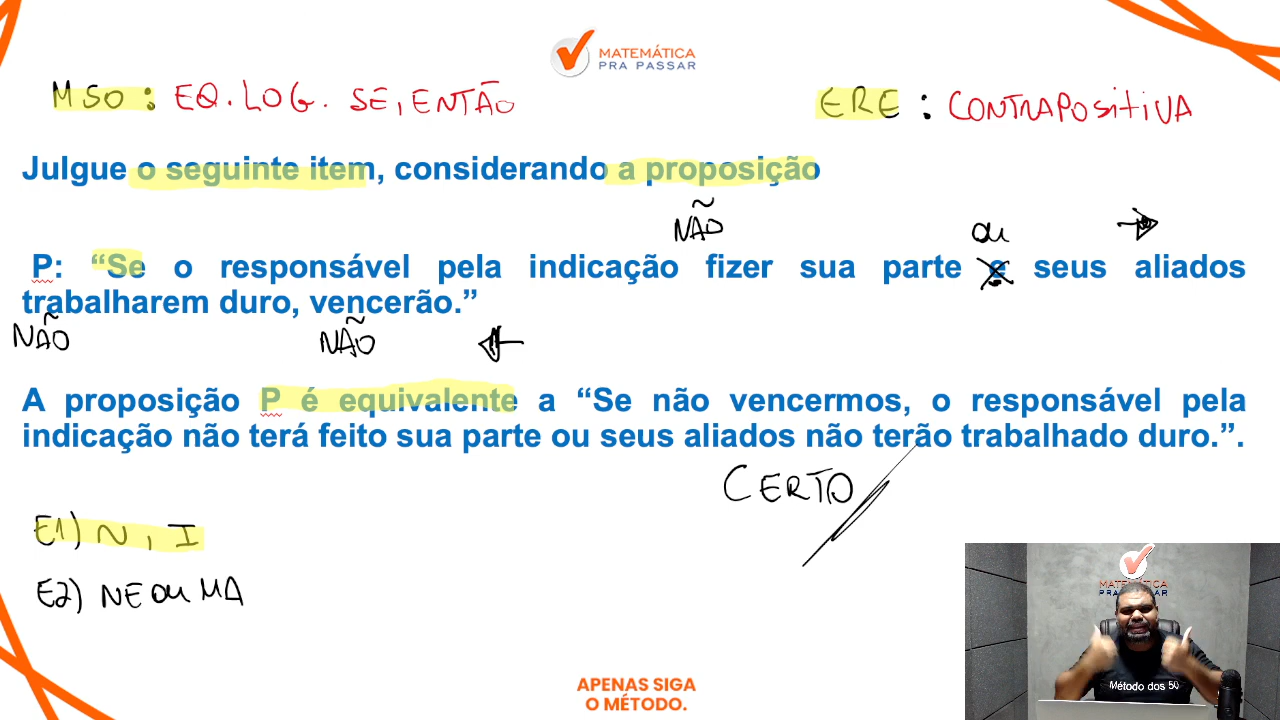 MATEMÁTICA
PRA PASSAR
MSO : EQ. LOG. SE, ENTÃO
ERE : CONTRAPOSITIVA
Julgue o seguinte item, considerando a proposição
NÃO
ou
P: “Se o responsável pela indicação fizer sua parte e seus aliados
trabalharem duro, vencerão.”
NÃO
NÃO
A proposição P é equivalente a “Se não vencermos, o responsável pela
indicação não terá feito sua parte ou seus aliados não terão trabalhado duro.”.
CERTO
E1) N , I
E2) NE OU MA
MATEMÁTICA
PRA PASSAR
Método dos 50
APENAS SIGA
O MÉTODO.